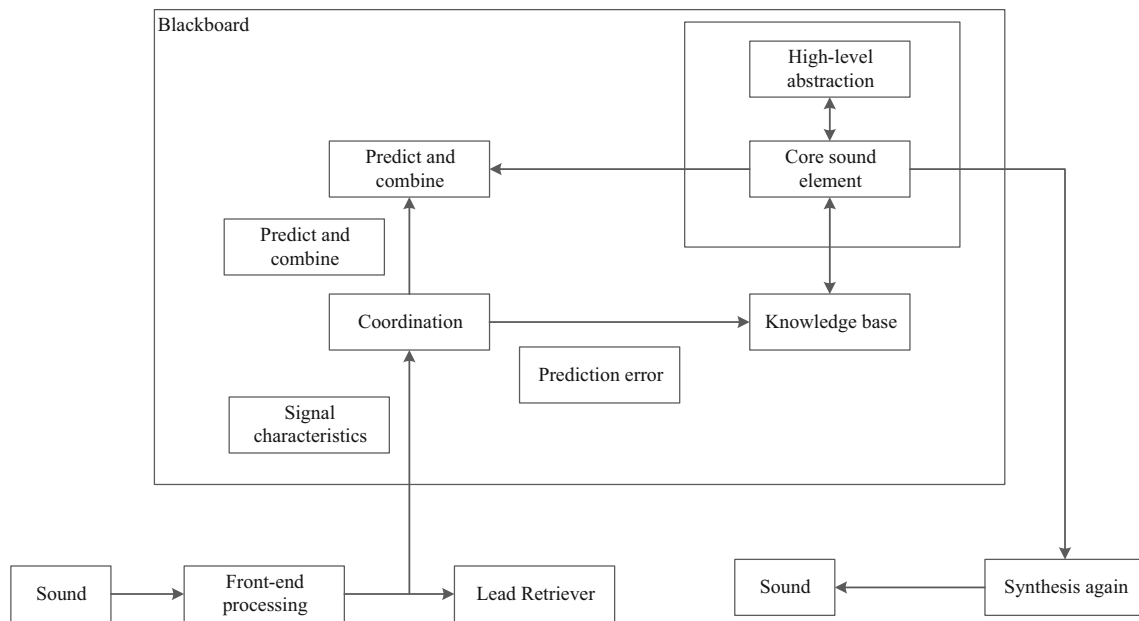 Blackboard
High-level
abstraction
Predict and
combine
Core sound
element
Predict and
combine
Coordination
Knowledge base
Prediction error
Signal
characteristics
Sound
Front-end
processing
Lead Retriever
Sound
Synthesis again